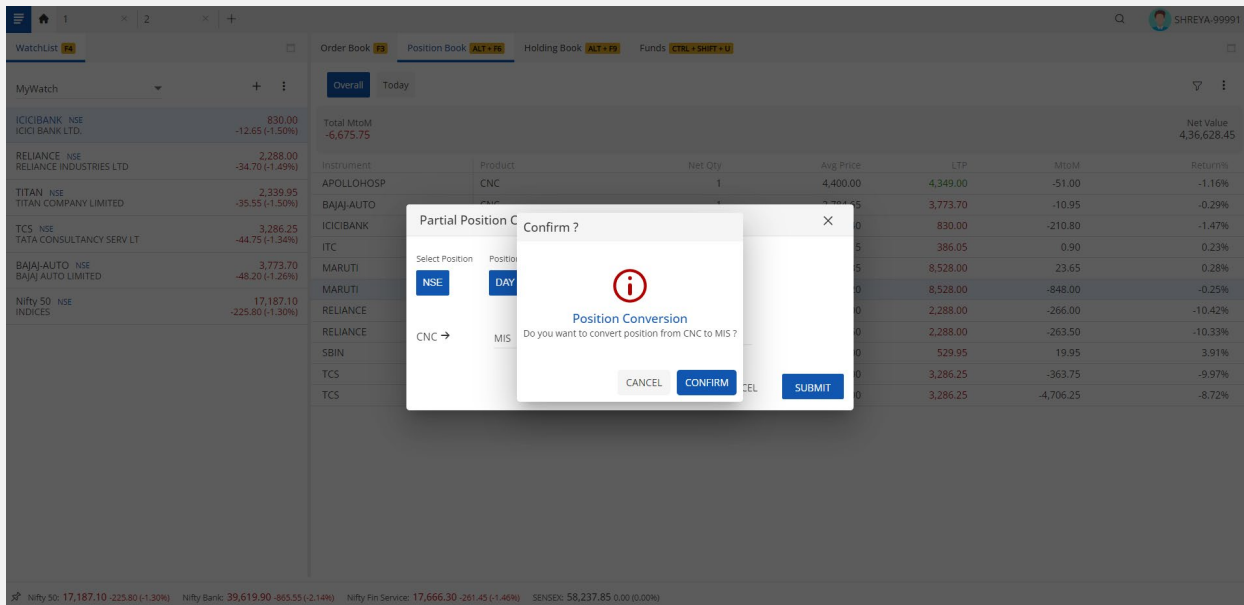 1 × 2 × + SHREYA-99991
WatchList F4
Order Book F3 Position Book ALT + F6 Holding Book ALT + F9 Funds CTRL + SHIFT + U
MyWatch +
Overall Today
ICICIBANK NSE 830.00
ICICI BANK LTD. -12.65 (-1.50%)
RELIANCE NSE 2,288.00
RELIANCE INDUSTRIES LTD -34.70 (-1.49%)
TITAN NSE 2,339.95
TITAN COMPANY LIMITED -35.55 (-1.50%)
TCS NSE 3,286.25
TATA CONSULTANCY SERV LT -44.75 (-1.34%)
BAJAJ-AUTO NSE 3,773.70
BAJAJ AUTO LIMITED -48.20 (-1.26%)
Nifty 50 NSE 17,187.10
INDICES -225.80 (-1.30%)
Total MtoM Net Value
-6,675.75 4,36,628.45
Instrument Product Net Qty Avg Price LTP MtoM Return%
APOLLOHOSP CNC 1 4,400.00 4,349.00 -51.00 -1.16%
BAJAJ-AUTO CNC 1 3,773.70 -10.95 -0.29%
ICICIBANK 830.00 -210.80 -1.47%
ITC 386.05 0.90 0.23%
MARUTI 8,528.00 23.65 0.28%
MARUTI 8,528.00 -848.00 -0.25%
RELIANCE 2,288.00 -266.00 -10.42%
RELIANCE 2,288.00 -263.50 -10.33%
SBIN 529.95 19.95 3.91%
TCS 3,286.25 -363.75 -9.97%
TCS 3,286.25 -4,706.25 -8.72%
Partial Position C
Select Position Position
NSE DAY
CNC → MIS
CEL SUBMIT
Confirm ?
Position Conversion
Do you want to convert position from CNC to MIS ?
CANCEL CONFIRM
Nifty 50: 17,187.10 -225.80 (-1.30%) Nifty Bank: 39,619.90 -865.55 (-2.14%) Nifty Fin Service: 17,666.30 -261.45 (-1.46%) SENSEX: 58,237.85 0.00 (0.00%)